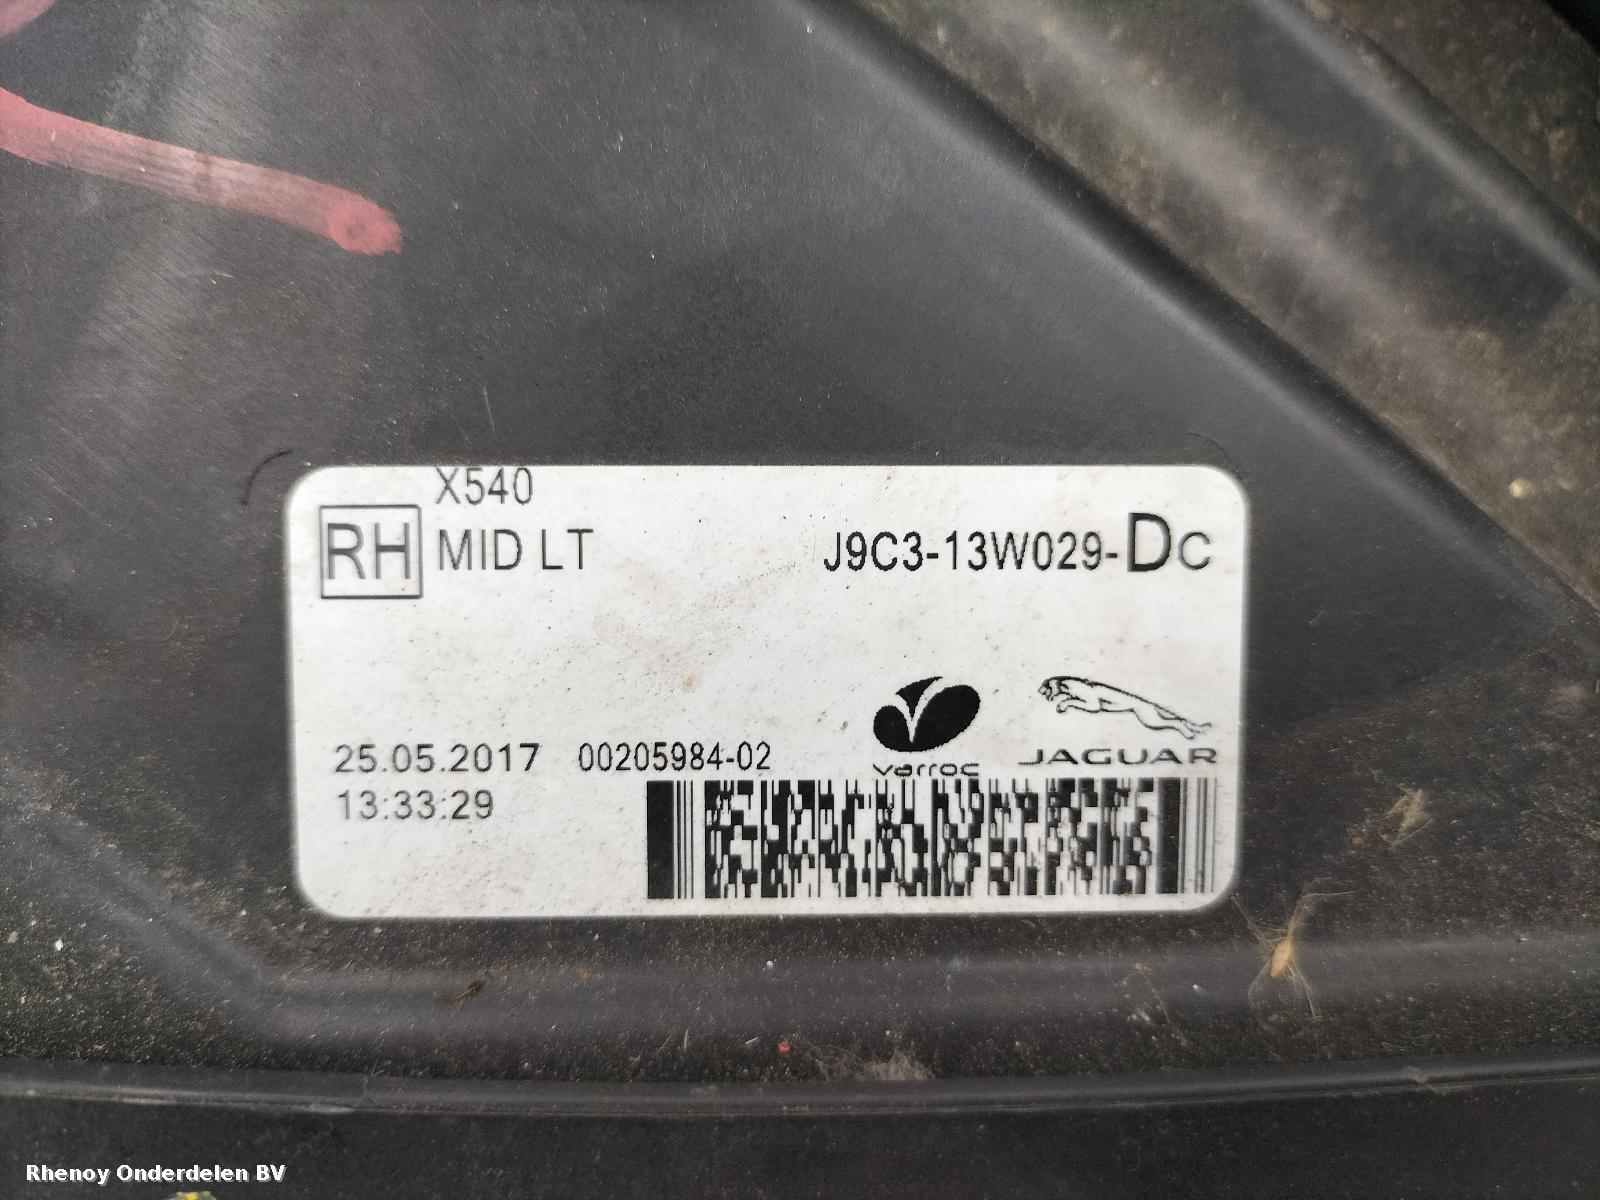 X540
RH MID LT J9C3-13W029-DC
varroc JAGUAR
25.05.2017 00205984-02
13:33:29
Rhenoy Onderdelen BV